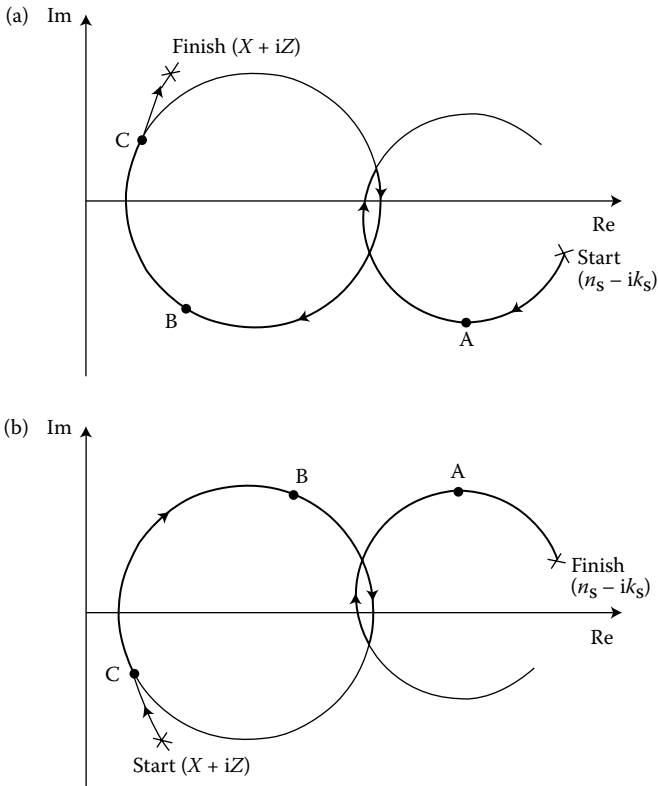 (a)
Im
Finish (X + iZ)
C
Re
Start
(nₛ – ikₛ)
B
A
(b)
Im
B
A
Finish
(nₛ – ikₛ)
Re
C
Start (X + iZ)